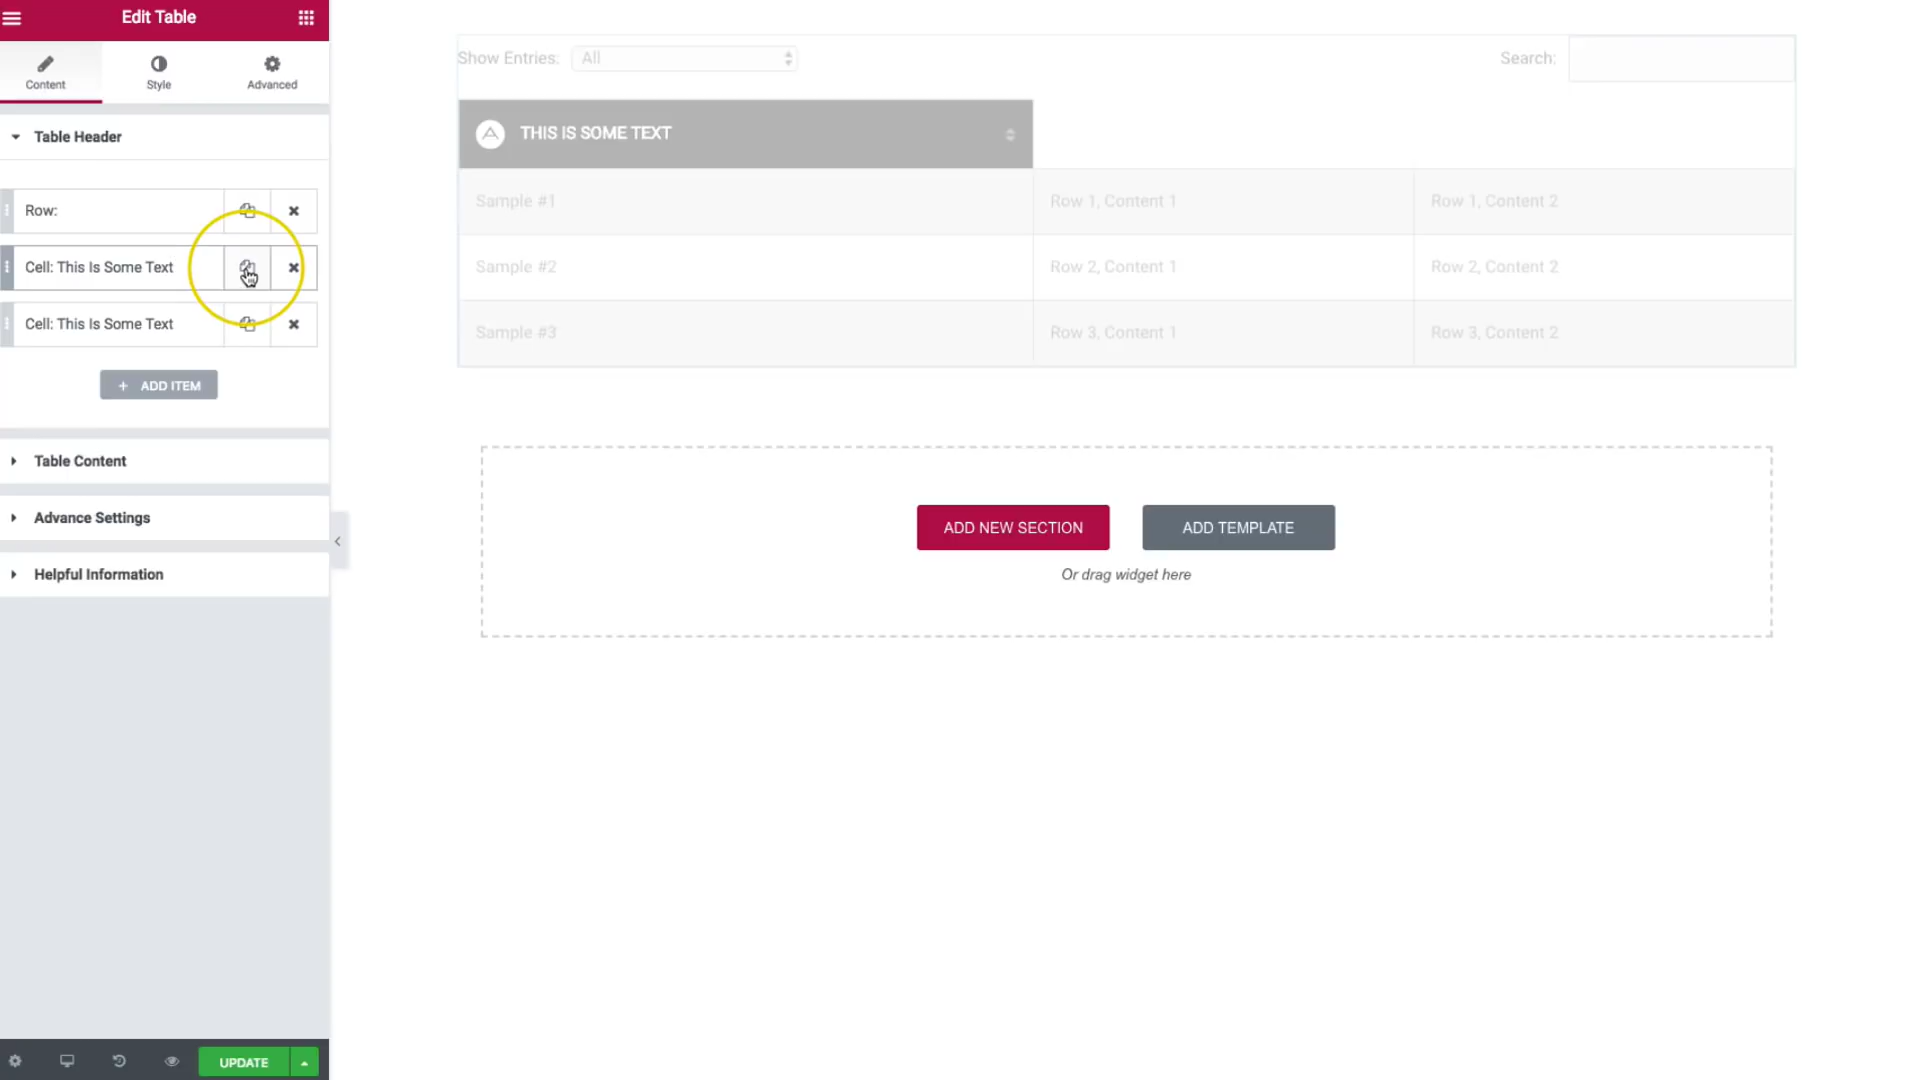 Edit Table
Content
Style
Advanced
Table Header
Row:
Cell: This Is Some Text
Cell: This Is Some Text
+ ADD ITEM
Table Content
Advance Settings
Helpful Information
UPDATE
Show Entries: All
Search:
THIS IS SOME TEXT
Sample #1 Row 1, Content 1 Row 1, Content 2
Sample #2 Row 2, Content 1 Row 2, Content 2
Sample #3 Row 3, Content 1 Row 3, Content 2
ADD NEW SECTION ADD TEMPLATE
Or drag widget here